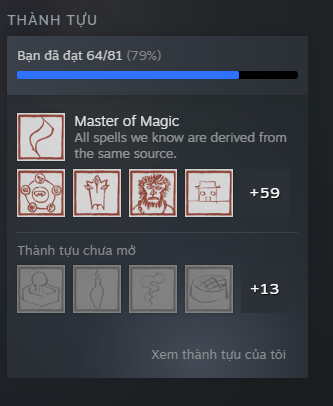 THÀNH TỰU
Bạn đã đạt 64/81 (79%)
Master of Magic
All spells we know are derived from
the same source.
+59
Thành tựu chưa mở
+13
Xem thành tựu của tôi